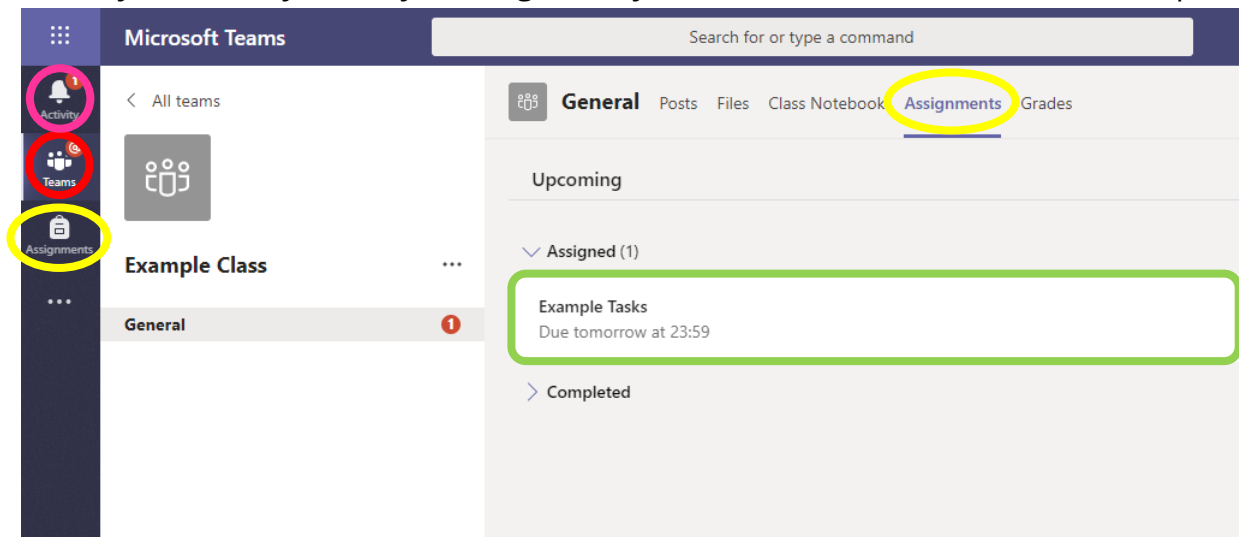 Microsoft Teams
Search for or type a command
1
Activity
@
Teams
Assignments
All teams
Example Class
General
1
General Posts Files Class Notebook Assignments Grades
Upcoming
Assigned (1)
Example Tasks
Due tomorrow at 23:59
Completed